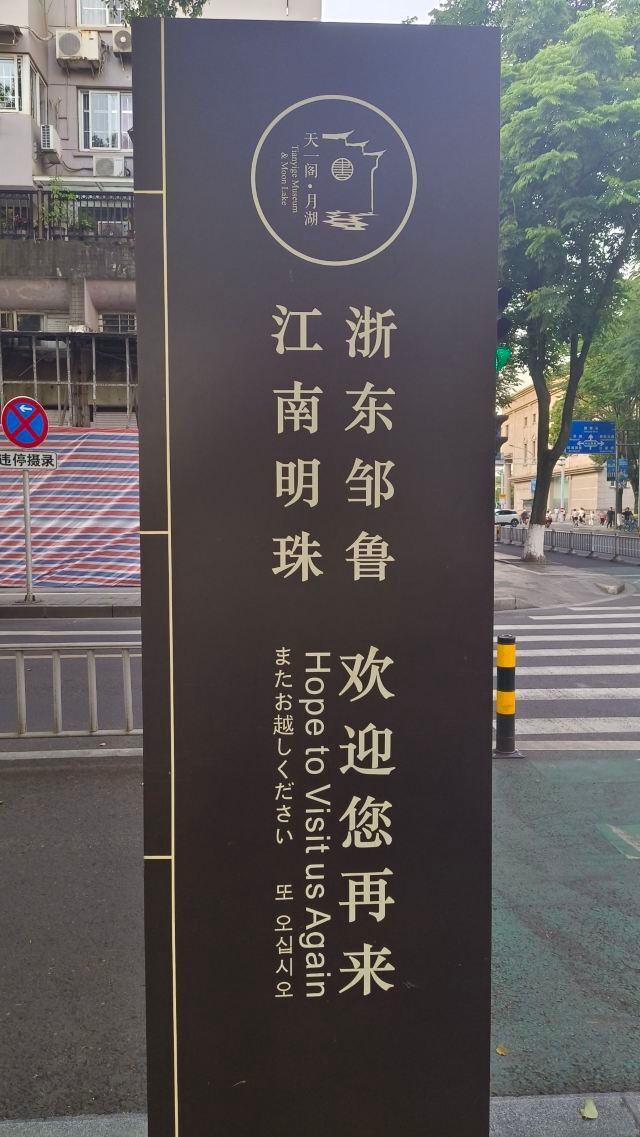 天一阁·月湖
Tianyige Museum
& Moon Lake
浙东邹鲁
江南明珠
欢迎您再来
Hope to Visit us Again
またお越しください
또 오십시오
违停摄录